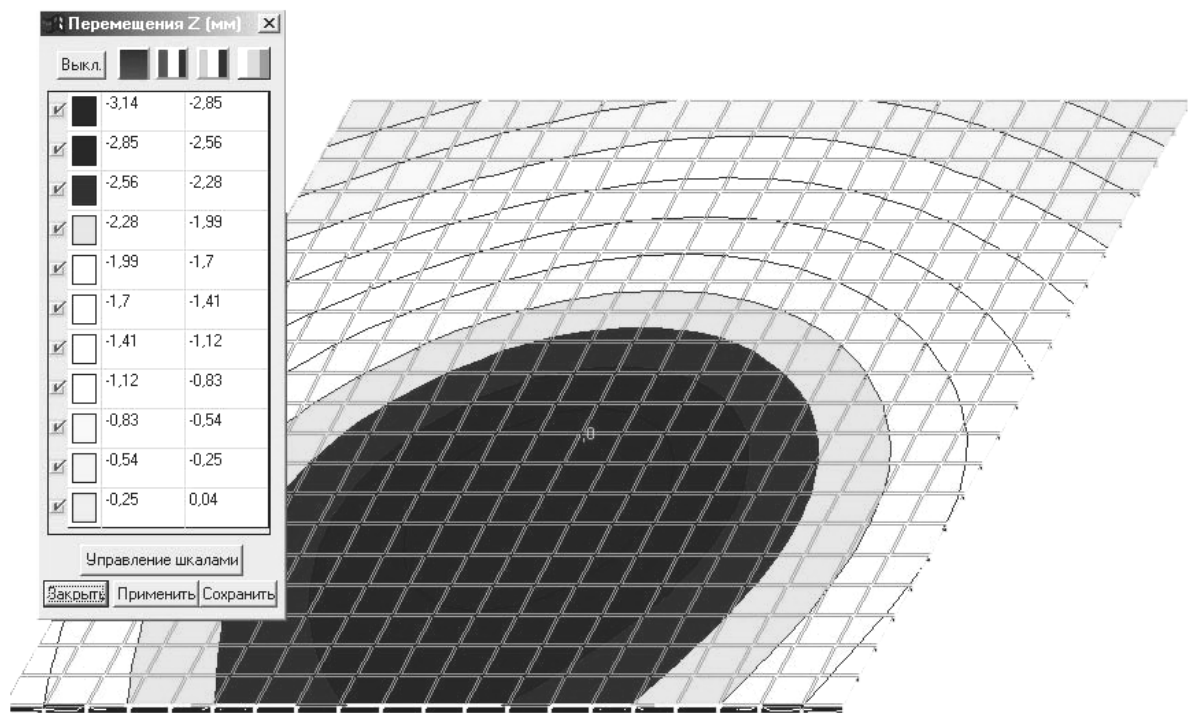 Перемещения Z (мм)
Выкл.
-3,14 -2,85
-2,85 -2,56
-2,56 -2,28
-2,28 -1,99
-1,99 -1,7
-1,7 -1,41
-1,41 -1,12
-1,12 -0,83
-0,83 -0,54
-0,54 -0,25
-0,25 0,04
Управление шкалами
Закрыть Применить Сохранить